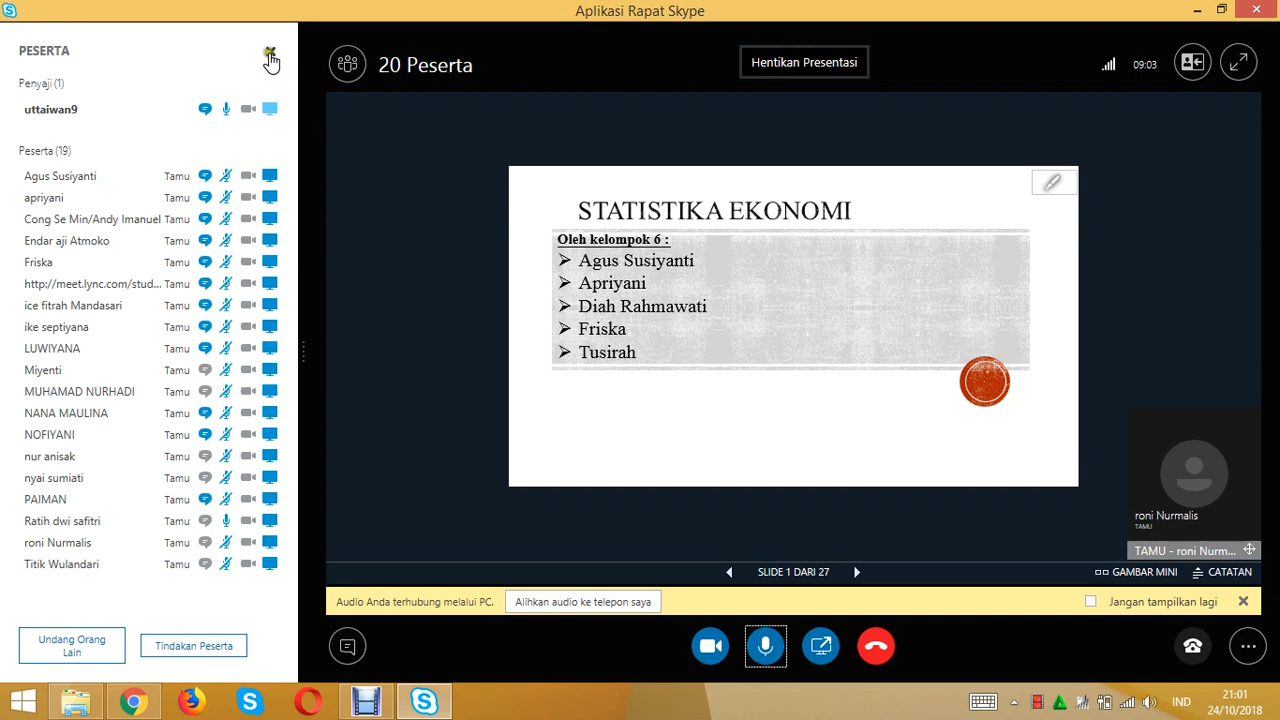 Aplikasi Rapat Skype
PESERTA
Penyaji (1)
uttaiwan9
Peserta (19)
Agus Susiyanti Tamu
apriyani Tamu
Cong Se Min/Andy Imanuel Tamu
Endar aji Atmoko Tamu
Friska Tamu
http://meet.lync.com/stud... Tamu
ice fitrah Mandasari Tamu
ike septiyana Tamu
LUWIYANA Tamu
Miyenti Tamu
MUHAMAD NURHADI Tamu
NANA MAULINA Tamu
NOFIYANI Tamu
nur anisak Tamu
nyai sumiati Tamu
PAIMAN Tamu
Ratih dwi safitri Tamu
roni Nurmalis Tamu
Titik Wulandari Tamu
Undang Orang
Lain
Tindakan Peserta
20 Peserta
Hentikan Presentasi
09:03
STATISTIKA EKONOMI
Oleh kelompok 6 :
➢ Agus Susiyanti
➢ Apriyani
➢ Diah Rahmawati
➢ Friska
➢ Tusirah
roni Nurmalis
TAMU
TAMU - roni Nurm...
SLIDE 1 DARI 27
GAMBAR MINI
CATATAN
Audio Anda terhubung melalui PC.
Alihkan audio ke telepon saya
Jangan tampilkan lagi
IND
21:01
24/10/2018